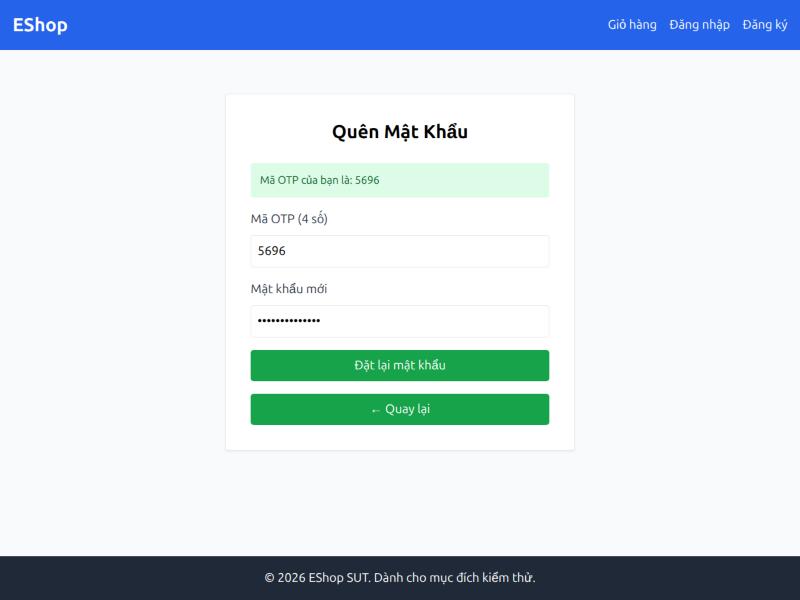 EShop
Giỏ hàng Đăng nhập Đăng ký
Quên Mật Khẩu
Mã OTP của bạn là: 5696
Mã OTP (4 số)
5696
Mật khẩu mới
••••••••••••••
Đặt lại mật khẩu
← Quay lại
© 2026 EShop SUT. Dành cho mục đích kiểm thử.